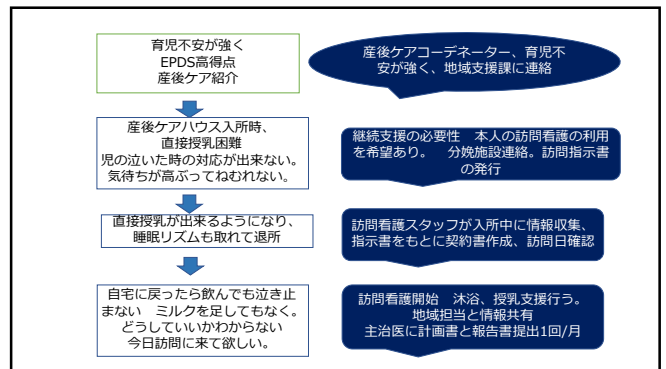 育児不安が強く
EPDS高得点
産後ケア紹介
産後ケアコーデネーター、育児不
安が強く、地域支援課に連絡
産後ケアハウス入所時、
直接授乳困難
児の泣いた時の対応が出来ない。
気待ちが高ぶってねむれない。
継続支援の必要性　本人の訪問看護の利用
を希望あり。　分娩施設連絡。訪問指示書
の発行
直接授乳が出来るようになり、
睡眠リズムも取れて退所
訪問看護スタッフが入所中に情報収集、
指示書をもとに契約書作成、訪問日確認
自宅に戻ったら飲んでも泣き止
まない　ミルクを足してもなく。
どうしていいかわからない
今日訪問に来て欲しい。
訪問看護開始　沐浴、授乳支援行う。
地域担当と情報共有
主治医に計画書と報告書提出1回/月